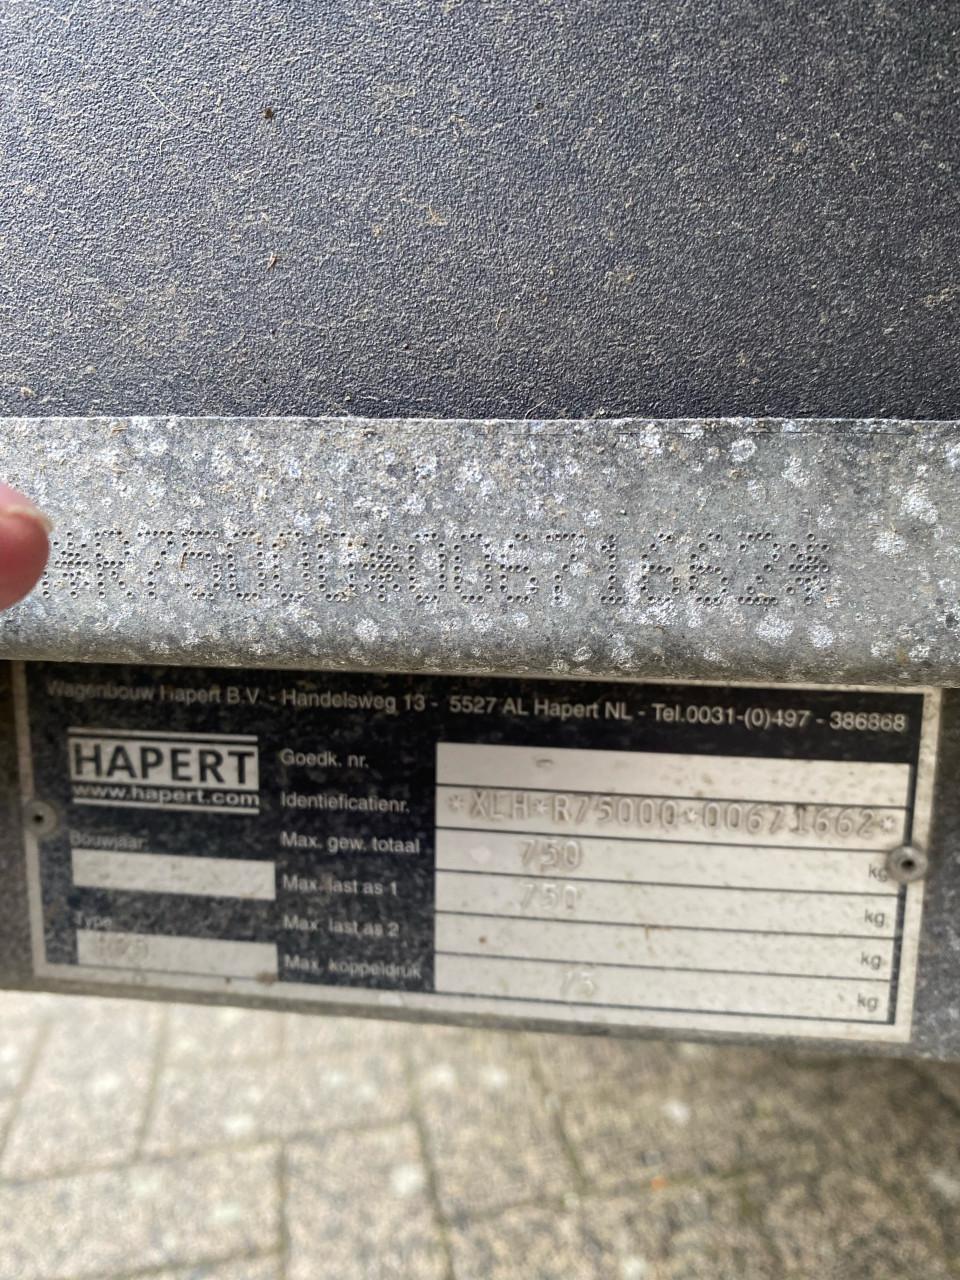 *R75000*00671662*
Wagenbouw Hapert B.V. - Handelsweg 13 - 5527 AL Hapert NL - Tel.0031-(0)497 - 386868
HAPERT
www.hapert.com
Goedk. nr.
Identieficatienr. *XLH*R75000*00671662*
Max. gew. totaal 750 kg
Bouwjaar:
Max. last as 1 750 kg
Max. last as 2 kg
Type:
Max. koppeldruk 75 kg